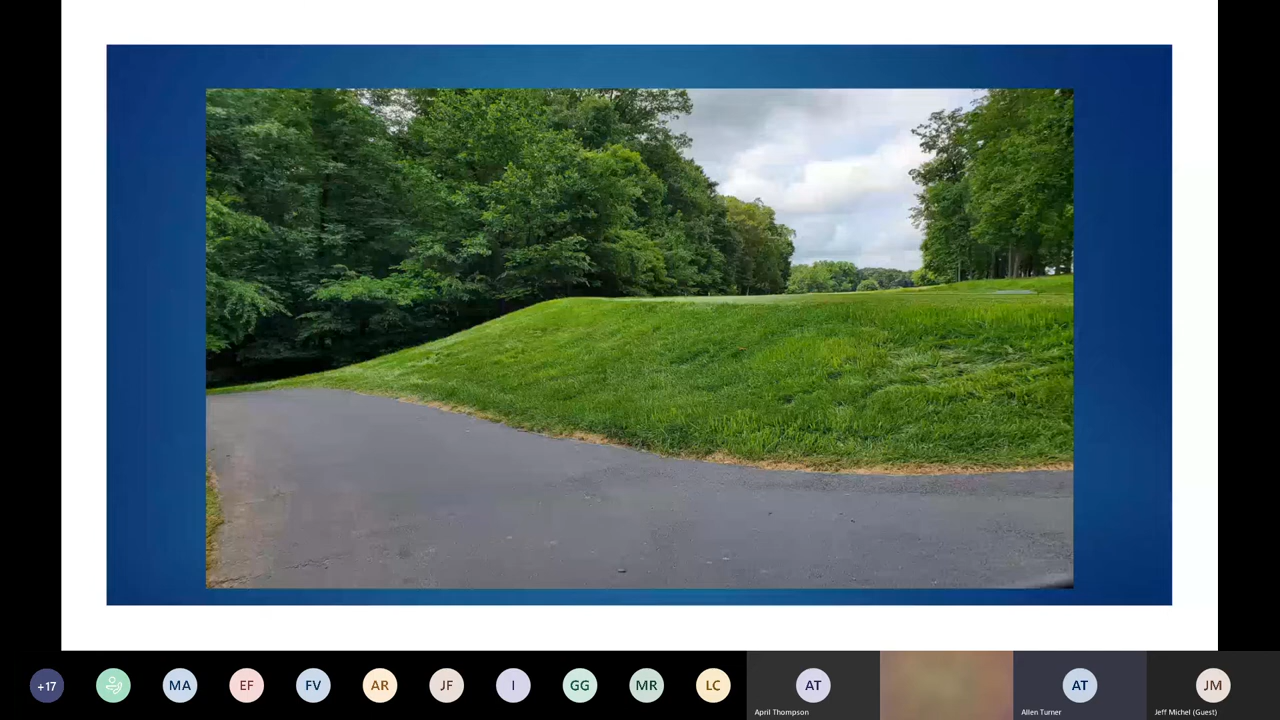 +17
MA
EF
FV
AR
JF
I
GG
MR
LC
AT
AT
JM
April Thompson
Allen Turner
Jeff Michel (Guest)